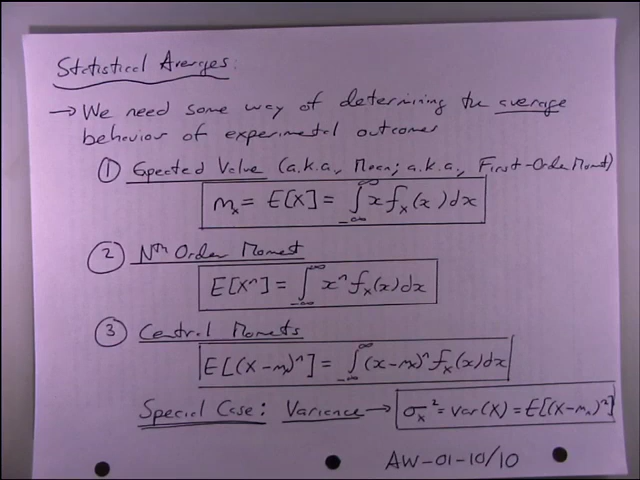 Statistical Averages:
→ We need some way of determining the average
behavior of experimental outcomes
① Expected Value (a.k.a., Mean; a.k.a., First-Order Moment)
mₓ = E[X] = ∫_{-∞}^{∞} x fₓ(x) dx
② Nth Order Moment
E[Xⁿ] = ∫_{-∞}^{+∞} xⁿ fₓ(x) dx
③ Central Moments
E[(X-mₓ)ⁿ] = ∫_{-∞}^{∞} (x-mₓ)ⁿ fₓ(x) dx
Special Case: Variance → σₓ² = var(X) = E[(X-mₓ)²]
AW-01-10/10